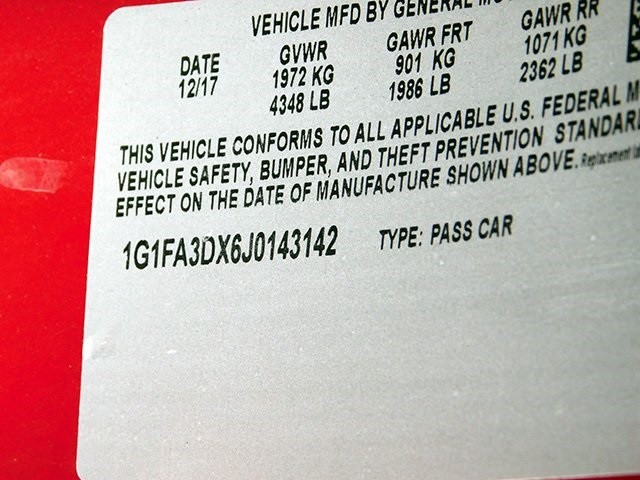 VEHICLE MFD BY GENERAL
DATE GVWR GAWR FRT GAWR RR
12/17 1972 KG 901 KG 1071 KG
4348 LB 1986 LB 2362 LB
THIS VEHICLE CONFORMS TO ALL APPLICABLE U.S. FEDERAL M
VEHICLE SAFETY, BUMPER, AND THEFT PREVENTION STANDAR
EFFECT ON THE DATE OF MANUFACTURE SHOWN ABOVE. Replacement
1G1FA3DX6J0143142 TYPE: PASS CAR